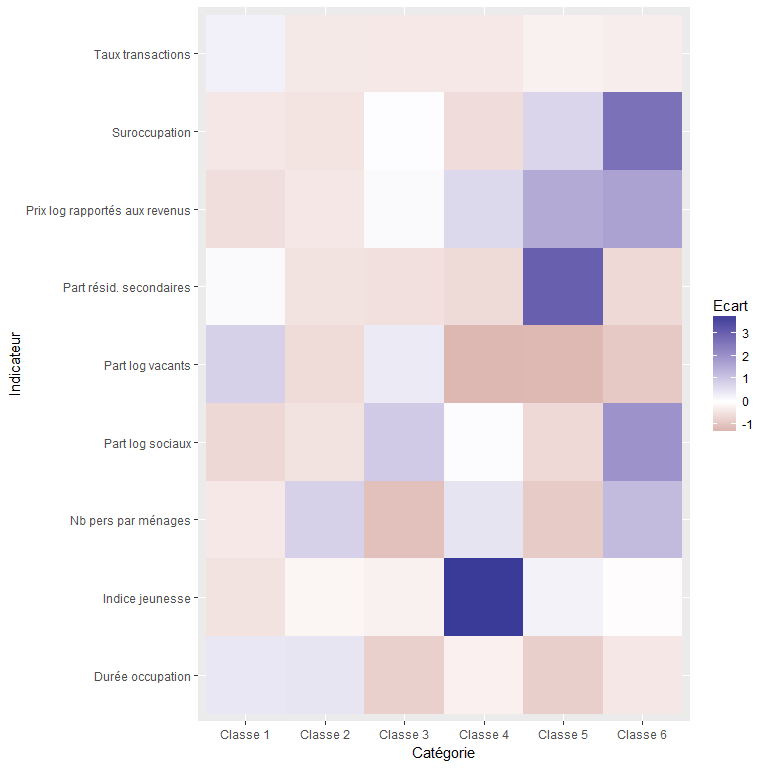 Taux transactions
Suroccupation
Prix log rapportés aux revenus
Part résid. secondaires
Part log vacants
Part log sociaux
Nb pers par ménages
Indice jeunesse
Durée occupation
Indicateur
Classe 1
Classe 2
Classe 3
Classe 4
Classe 5
Classe 6
Catégorie
Ecart
3
2
1
0
-1